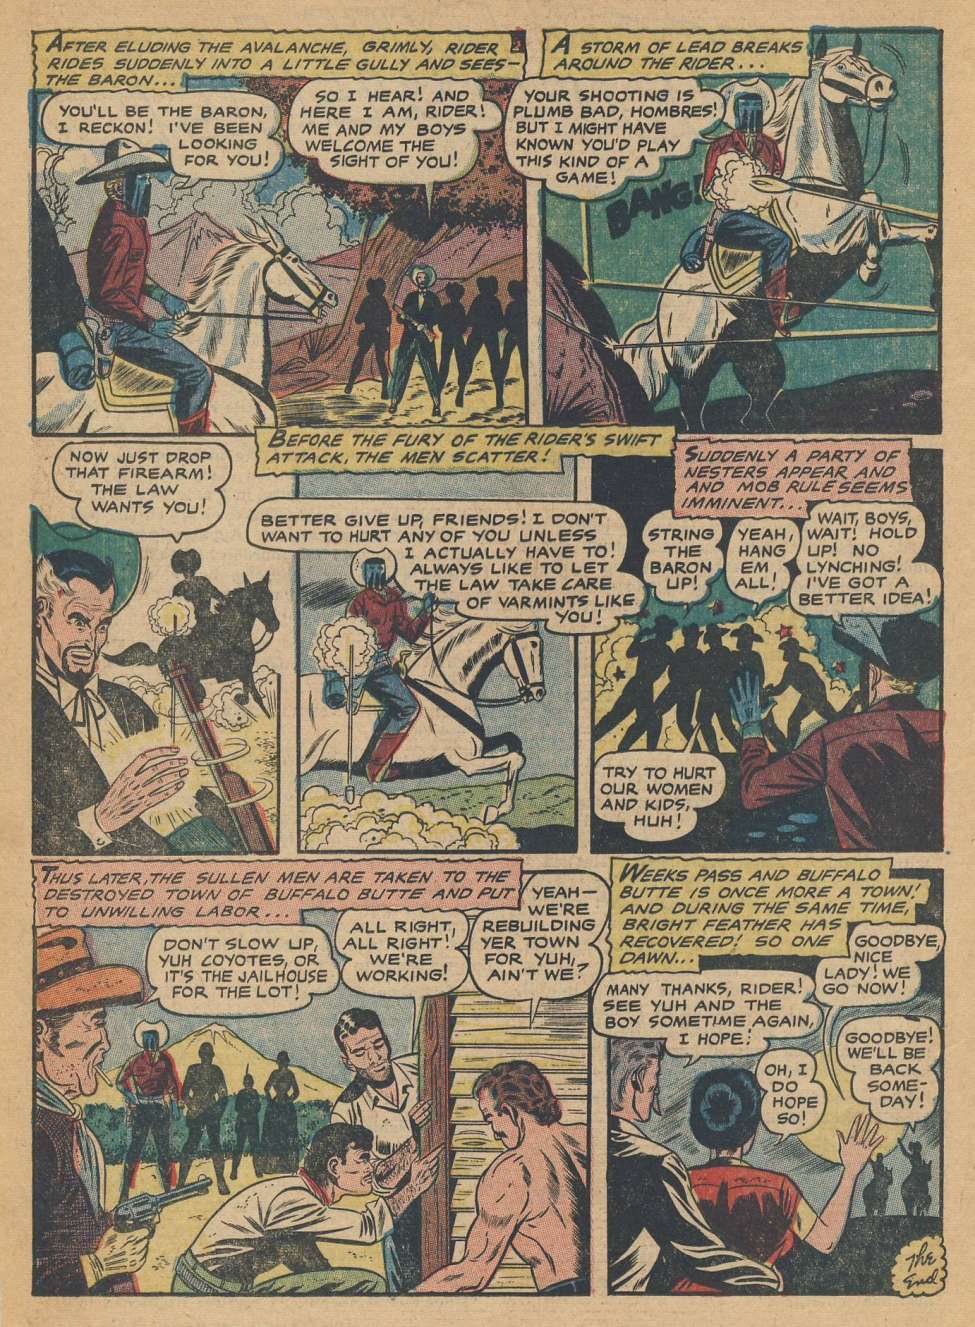 AFTER ELUDING THE AVALANCHE, GRIMLY, RIDER
RIDES SUDDENLY INTO A LITTLE GULLY AND SEES—
THE BARON...
YOU'LL BE THE BARON,
I RECKON! I'VE BEEN
LOOKING
FOR YOU!
SO I HEAR! AND
HERE I AM, RIDER!
ME AND MY BOYS
WELCOME THE
SIGHT OF YOU!
A STORM OF LEAD BREAKS
AROUND THE RIDER...
YOUR SHOOTING IS
PLUMB BAD, HOMBRES!
BUT I MIGHT HAVE
KNOWN YOU'D PLAY
THIS KIND OF A
GAME!
BANG!
NOW JUST DROP
THAT FIREARM!
THE LAW
WANTS YOU!
BEFORE THE FURY OF THE RIDER'S SWIFT
ATTACK, THE MEN SCATTER!
BETTER GIVE UP, FRIENDS! I DON'T
WANT TO HURT ANY OF YOU UNLESS
I ACTUALLY HAVE TO!
ALWAYS LIKE TO LET
THE LAW TAKE CARE
OF VARMINTS LIKE
YOU!
SUDDENLY A PARTY OF
NESTERS APPEAR AND
AND MOB RULE SEEMS
IMMINENT...
STRING
THE
BARON
UP!
YEAH,
HANG
EM
ALL!
WAIT, BOYS,
WAIT! HOLD
UP! NO
LYNCHING!
I'VE GOT A
BETTER IDEA!
TRY TO HURT
OUR WOMEN
AND KIDS,
HUH!
THUS LATER, THE SULLEN MEN ARE TAKEN TO THE
DESTROYED TOWN OF BUFFALO BUTTE AND PUT
TO UNWILLING LABOR...
DON'T SLOW UP,
YUH COYOTES, OR
IT'S THE JAILHOUSE
FOR THE LOT!
ALL RIGHT,
ALL RIGHT!
WE'RE
WORKING!
YEAH—
WE'RE
REBUILDING
YER TOWN
FOR YUH,
AIN'T WE?
WEEKS PASS AND BUFFALO
BUTTE IS ONCE MORE A TOWN!
AND DURING THE SAME TIME,
BRIGHT FEATHER HAS
RECOVERED! SO ONE
DAWN...
MANY THANKS, RIDER!
SEE YUH AND THE
BOY SOMETIME AGAIN,
I HOPE!
OH, I
DO
HOPE
SO!
GOODBYE,
NICE
LADY! WE
GO NOW!
GOODBYE!
WE'LL BE
BACK
SOME-
DAY!
The
End